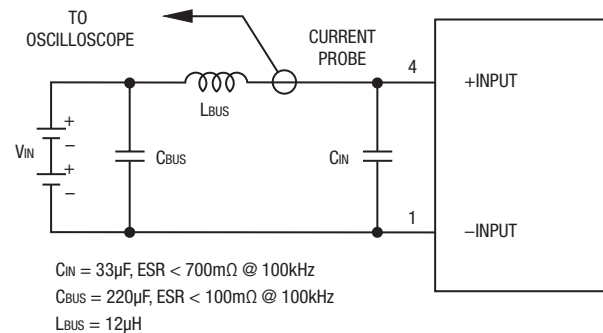 TO
OSCILLOSCOPE
CURRENT
PROBE
4
+INPUT
LBUS
+
VIN
–
+
–
CBUS
CIN
1
–INPUT
CIN = 33µF, ESR < 700mΩ @ 100kHz
CBUS = 220µF, ESR < 100mΩ @ 100kHz
LBUS = 12µH